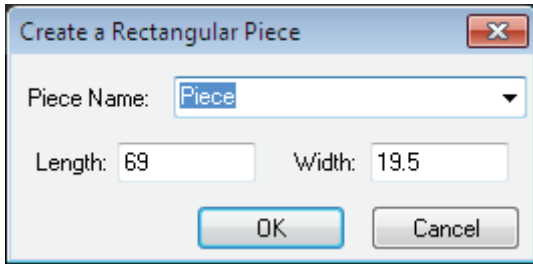 Create a Rectangular Piece
Piece Name: Piece
Length: 69 Width: 19.5
OK Cancel